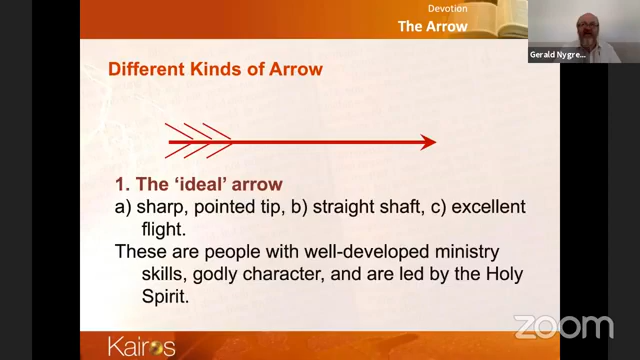 Devotion
The Arrow
Gerald Nygre...
Different Kinds of Arrow
1. The ‘ideal’ arrow
a) sharp, pointed tip, b) straight shaft, c) excellent
flight.
These are people with well-developed ministry
skills, godly character, and are led by the Holy
Spirit.
Kairos
zoom